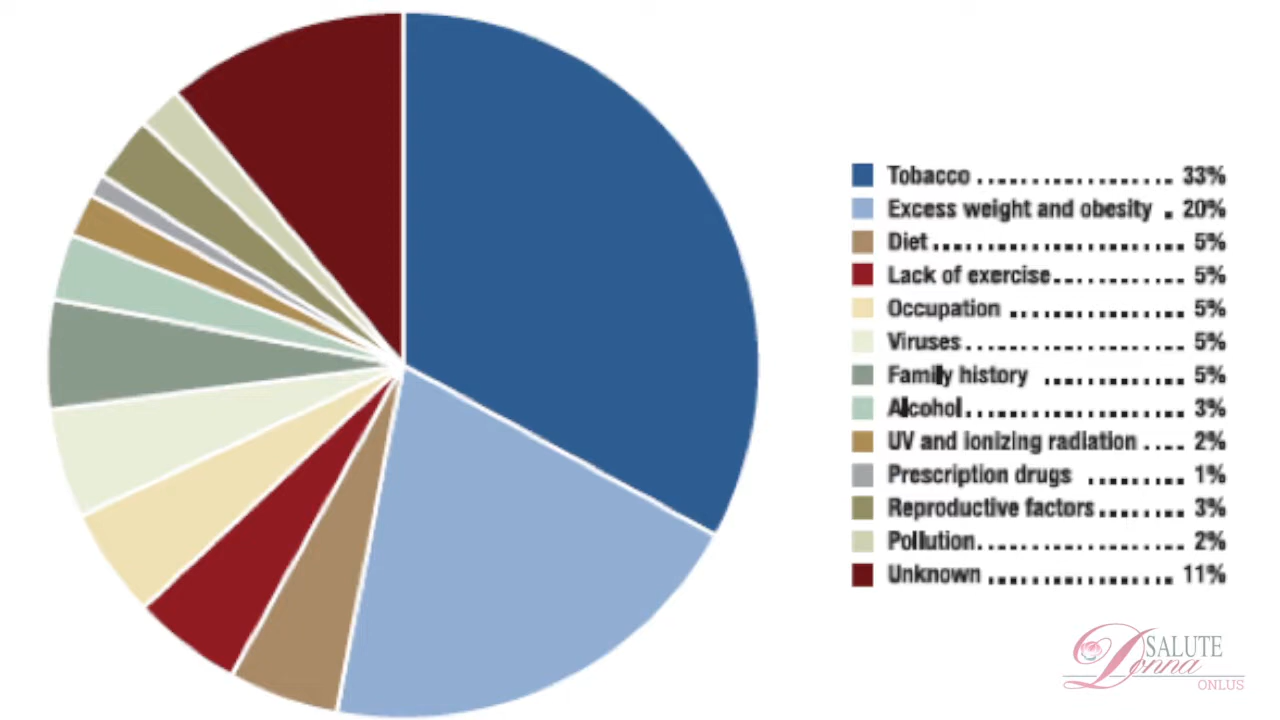 Tobacco .................... 33%
Excess weight and obesity . 20%
Diet ........................ 5%
Lack of exercise............. 5%
Occupation ................. 5%
Viruses...................... 5%
Family history .............. 5%
Alcohol...................... 3%
UV and ionizing radiation .... 2%
Prescription drugs .......... 1%
Reproductive factors......... 3%
Pollution.................... 2%
Unknown ................... 11%
SALUTE
Donna
ONLUS